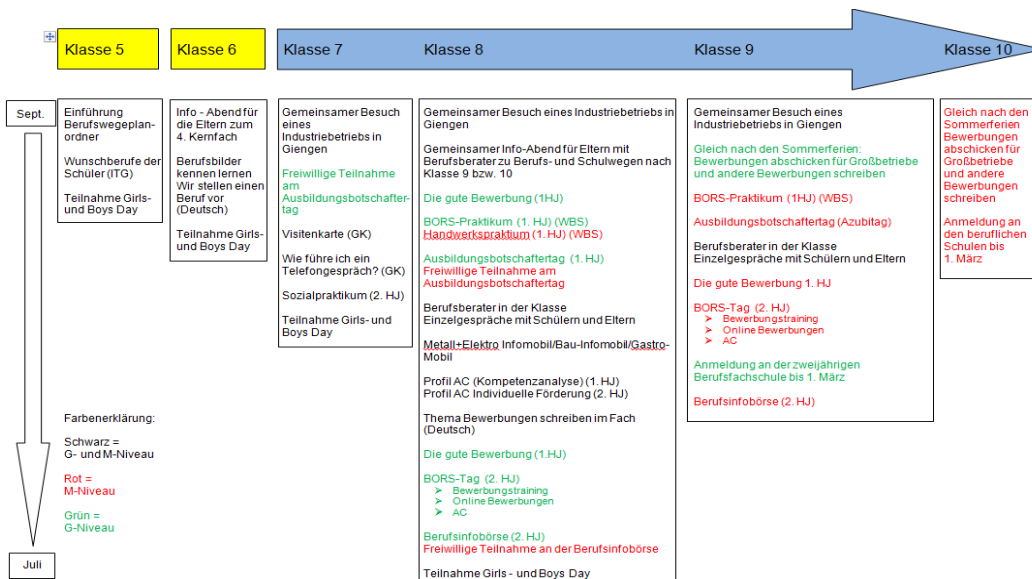 Klasse 5
Klasse 6
Klasse 7
Klasse 8
Klasse 9
Klasse 10
Sept.
Einführung
Berufswegeplan-
ordner
Wunschberufe der
Schüler (ITG)
Teilnahme Girls-
und Boys Day
Info - Abend für
die Eltern zum
4. Kernfach
Berufsbilder
kennen lernen
Wir stellen einen
Beruf vor
(Deutsch)
Teilnahme Girls-
und Boys Day
Gemeinsamer Besuch
eines
Industriebetriebs in
Giengen
Freiwillige Teilnahme
am
Ausbildungsbotschafter-
tag
Visitenkarte (GK)
Wie führe ich ein
Telefongespräch? (GK)
Sozialpraktikum (2. HJ)
Teilnahme Girls- und
Boys Day
Gemeinsamer Besuch eines Industriebetriebs in
Giengen
Gemeinsamer Info-Abend für Eltern mit
Berufsberater zu Berufs- und Schulwegen nach
Klasse 9 bzw. 10
Die gute Bewerbung (1HJ)
BORS-Praktikum (1. HJ) (WBS)
Handwerkspraktium (1. HJ) (WBS)
Ausbildungsbotschaftertag (1. HJ)
Freiwillige Teilnahme am
Ausbildungsbotschaftertag
Berufsberater in der Klasse
Einzelgespräche mit Schülern und Eltern
Metall+Elektro Infomobil/Bau-Infomobil/Gastro-
Mobil
Profil AC (Kompetenzanalyse) (1. HJ)
Profil AC Individuelle Förderung (2. HJ)
Thema Bewerbungen schreiben im Fach
(Deutsch)
Die gute Bewerbung (1.HJ)
BORS-Tag (2. HJ)
➢ Bewerbungstraining
➢ Online Bewerbungen
➢ AC
Berufsinfobörse (2. HJ)
Freiwillige Teilnahme an der Berufsinfobörse
Teilnahme Girls - und Boys Day
Gemeinsamer Besuch eines
Industriebetriebs in Giengen
Gleich nach den Sommerferien:
Bewerbungen abschicken für Großbetriebe
und andere Bewerbungen schreiben
BORS-Praktikum (1HJ) (WBS)
Ausbildungsbotschaftertag (Azubitag)
Berufsberater in der Klasse
Einzelgespräche mit Schülern und Eltern
Die gute Bewerbung 1. HJ
BORS-Tag (2. HJ)
➢ Bewerbungstraining
➢ Online Bewerbungen
➢ AC
Anmeldung an der zweijährigen
Berufsfachschule bis 1. März
Berufsinfobörse (2. HJ)
Gleich nach den
Sommerferien
Bewerbungen
abschicken für
Großbetriebe
und andere
Bewerbungen
schreiben
Anmeldung an
den beruflichen
Schulen bis
1. März
Farbenerklärung:
Schwarz =
G- und M-Niveau
Rot =
M-Niveau
Grün =
G-Niveau
Juli